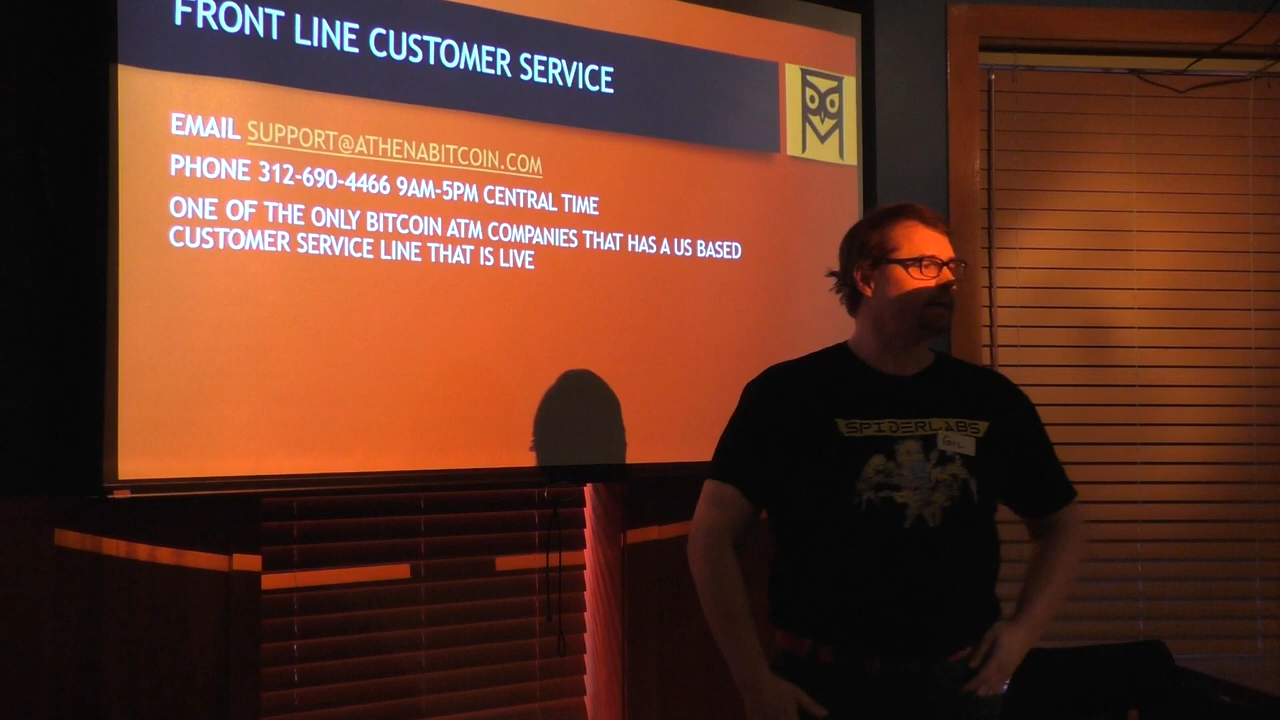 FRONT LINE CUSTOMER SERVICE
EMAIL SUPPORT@ATHENABITCOIN.COM
PHONE 312-690-4466 9AM-5PM CENTRAL TIME
ONE OF THE ONLY BITCOIN ATM COMPANIES THAT HAS A US BASED
CUSTOMER SERVICE LINE THAT IS LIVE
SPIDERLABS